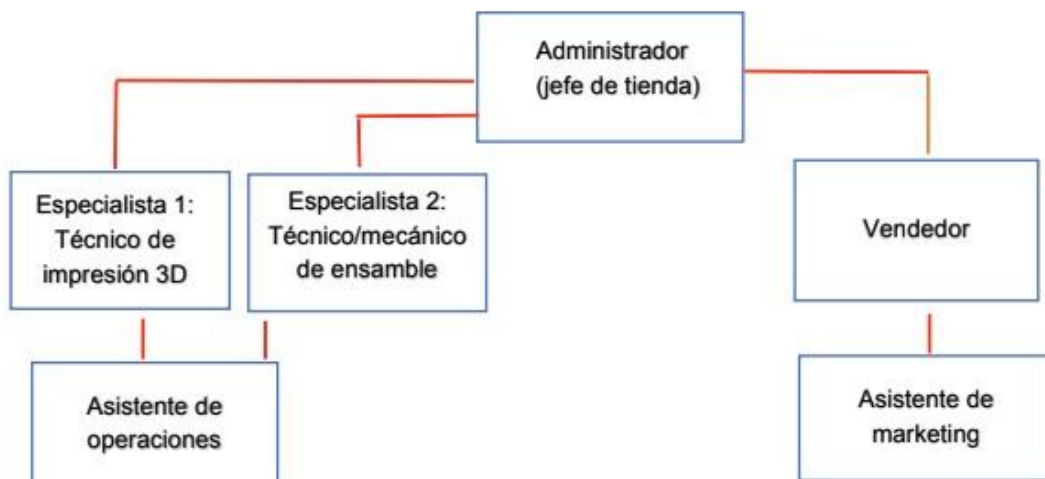 Administrador
(jefe de tienda)
Especialista 1:
Técnico de
impresión 3D
Especialista 2:
Técnico/mecánico
de ensamble
Vendedor
Asistente de
operaciones
Asistente de
marketing